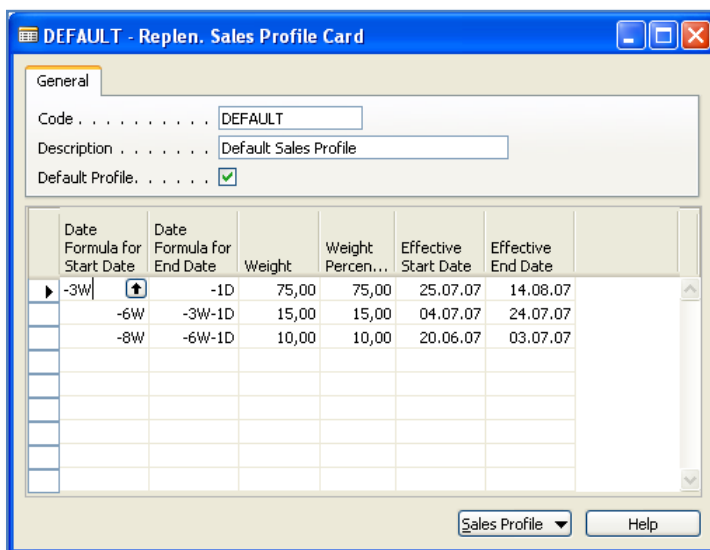 DEFAULT - Replen. Sales Profile Card
General
Code . . . . . . . . . . . DEFAULT
Description . . . . . . . Default Sales Profile
Default Profile. . . . . .
Date Formula for Start Date Date Formula for End Date Weight Weight Percen... Effective Start Date Effective End Date
-3W -1D 75,00 75,00 25.07.07 14.08.07
-6W -3W-1D 15,00 15,00 04.07.07 24.07.07
-8W -6W-1D 10,00 10,00 20.06.07 03.07.07
Sales Profile Help